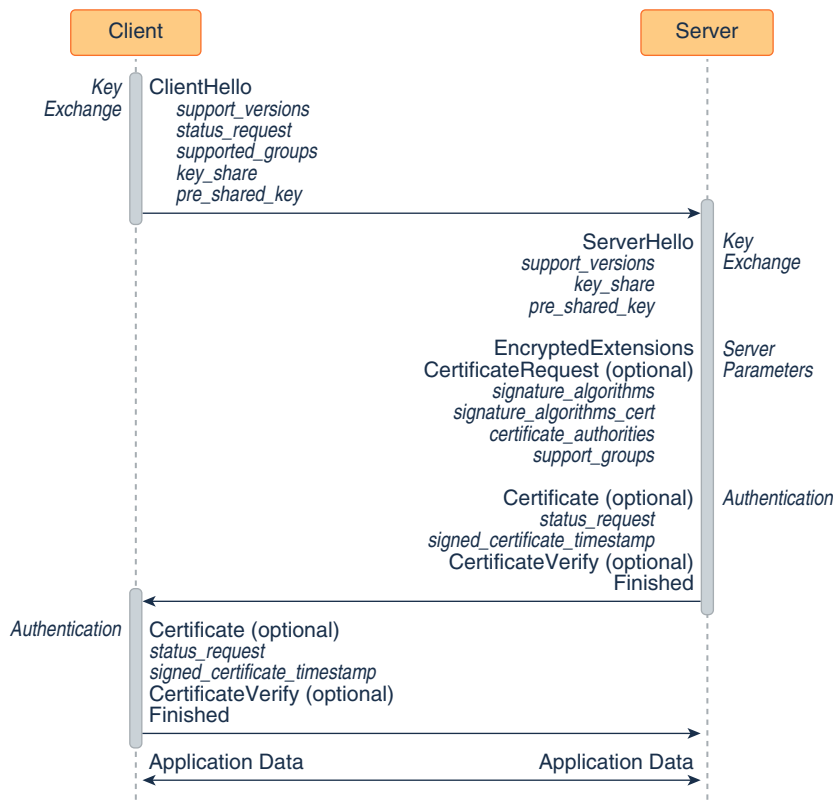 Client
Server
Key
Exchange
ClientHello
support_versions
status_request
supported_groups
key_share
pre_shared_key
ServerHello
support_versions
key_share
pre_shared_key
Key
Exchange
EncryptedExtensions
CertificateRequest (optional)
signature_algorithms
signature_algorithms_cert
certificate_authorities
support_groups
Server
Parameters
Certificate (optional)
status_request
signed_certificate_timestamp
CertificateVerify (optional)
Finished
Authentication
Authentication
Certificate (optional)
status_request
signed_certificate_timestamp
CertificateVerify (optional)
Finished
Application Data
Application Data